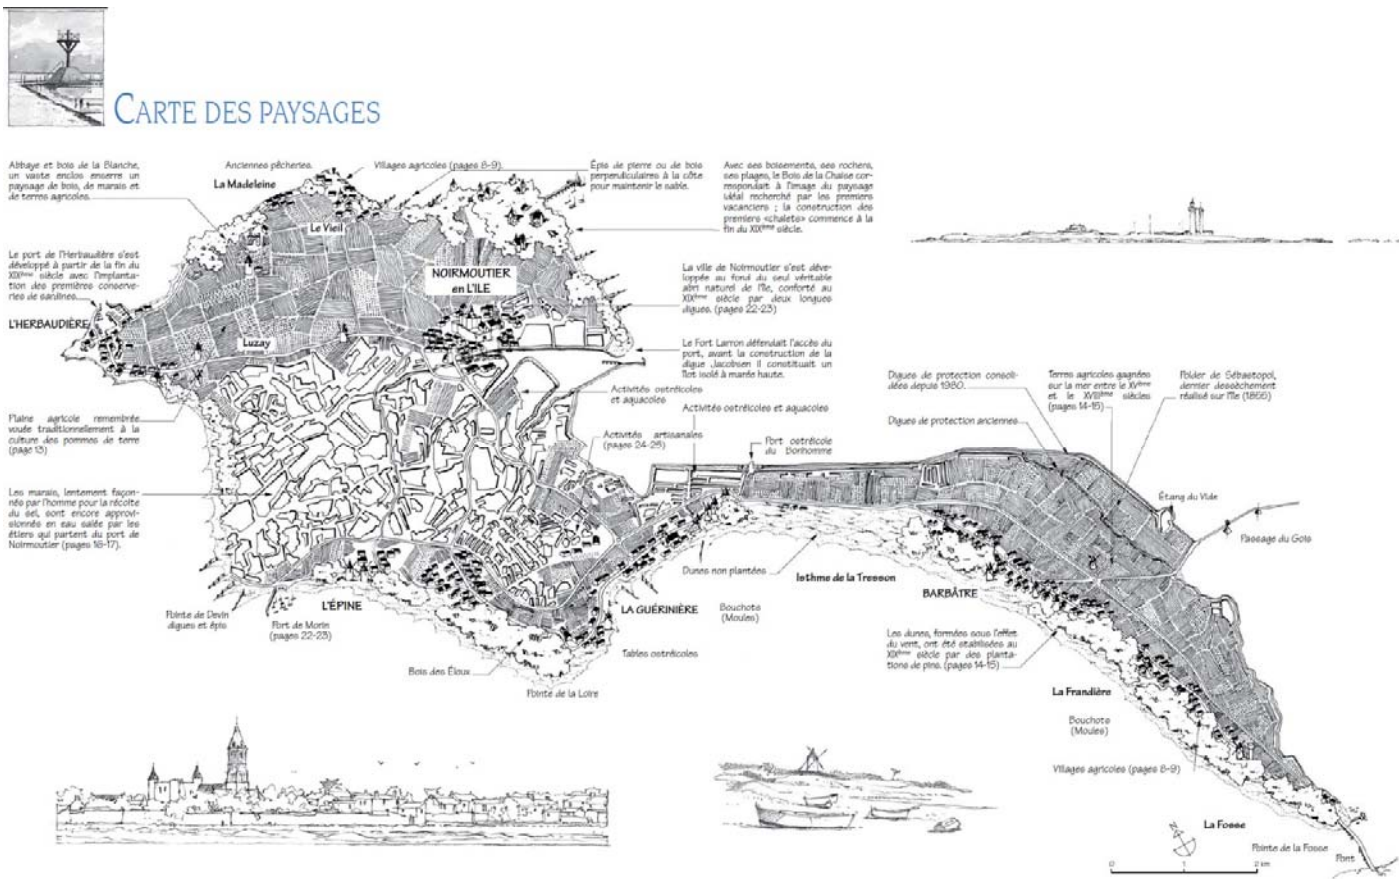 CARTE DES PAYSAGES
Abbaye et bois de la Blanche,
un vaste enclos enserre un
paysage de bois, de marais et
de terres agricoles.
Anciennes pêcheries.
La Madeleine
Villages agricoles (pages 8-9).
Épis de pierre ou de bois
perpendiculaires à la côte
pour maintenir le sable.
Avec ses boisements, ses rochers,
ses plages, le Bois de la Chaise cor-
respondait à l'image du paysage
idéal recherché par les premiers
vacanciers ; la construction des
premiers «chalets» commence à la
fin du XIXème siècle.
Le Vieil
Le port de l'Herbaudière s'est
développé à partir de la fin du
XIXème siècle avec l'implanta-
tion des premières conserve-
ries de sardines.
NOIRMOUTIER
en L'ILE
La ville de Noirmoutier s'est déve-
loppée au fond du seul véritable
abri naturel de l'île, conforté au
XIXème siècle par deux longues
digues. (pages 22-23)
L'HERBAUDIÈRE
Luzay
Le Fort Larron défendait l'accès du
port, avant la construction de la
digue Jacobsen il constituait un
îlot isolé à marée haute.
Activités ostréicoles
et aquacoles
Activités ostréicoles et aquacoles
Digues de protection consoli-
dées depuis 1980.
Terres agricoles gagnées
sur la mer entre le XVème
et le XVIIIème siècles
(pages 14-15)
Polder de Sébastopol,
dernier dessèchement
réalisé sur l'île (1856)
Plaine agricole remembrée
vouée traditionnellement à la
culture des pommes de terre
(page 13)
Activités artisanales
(pages 24-25)
Port ostréicole
du Bonhomme
Digues de protection anciennes
Les marais, lentement façon-
nés par l'homme pour la récolte
du sel, sont encore approvi-
sionnés en eau salée par les
étiers qui partent du port de
Noirmoutier (pages 16-17).
Étang du Vide
Passage du Gois
Dunes non plantées
Isthme de la Tresson
BARBÂTRE
Pointe de Devin
digues et épis
L'ÉPINE
Port de Morin
(pages 22-23)
LA GUÉRINIÈRE
Bouchots
(Moules)
Les dunes, formées sous l'effet
du vent, ont été stabilisées au
XIXème siècle par des planta-
tions de pins. (pages 14-15)
Tables ostréicoles
Bois des Éloux
Pointe de la Loire
La Frandière
Bouchots
(Moules)
Villages agricoles (pages 8-9)
La Fosse
Pointe de la Fosse
Pont
N
0 1 2 km